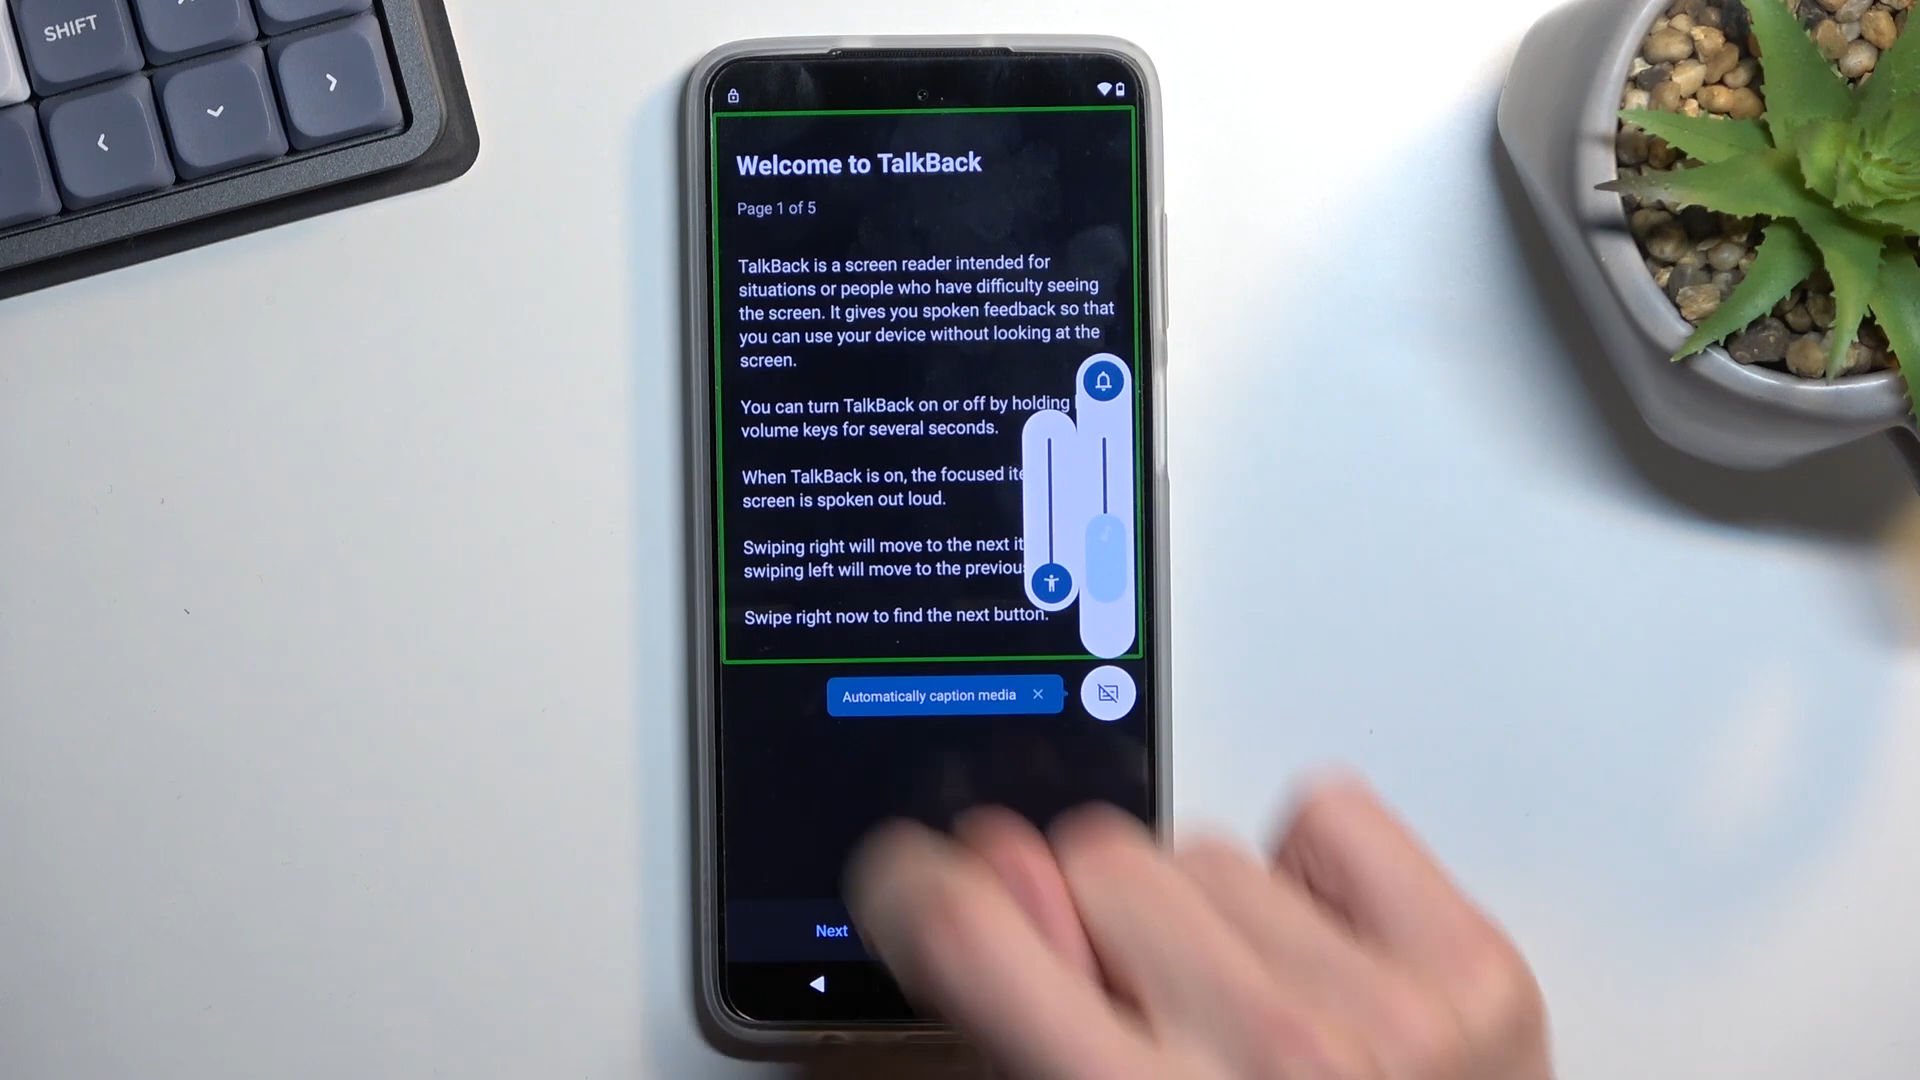 SHIFT
Welcome to TalkBack
Page 1 of 5
TalkBack is a screen reader intended for
situations or people who have difficulty seeing
the screen. It gives you spoken feedback so that
you can use your device without looking at the
screen.
You can turn TalkBack on or off by holding
volume keys for several seconds.
When TalkBack is on, the focused
screen is spoken out loud.
Swiping right will move to the next
swiping left will move to the
Swipe right now to find the next button.
Automatically caption media
Next